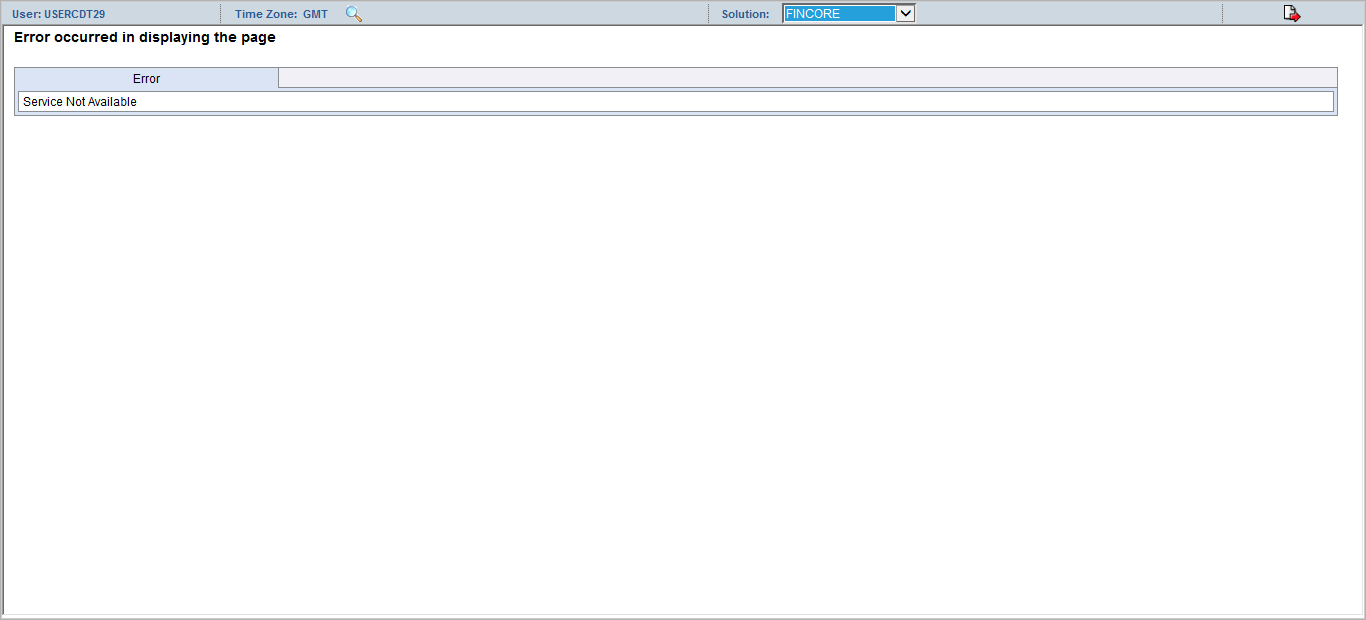 User: USERCDT29 Time Zone: GMT Solution: FINCORE
Error occurred in displaying the page
Error
Service Not Available